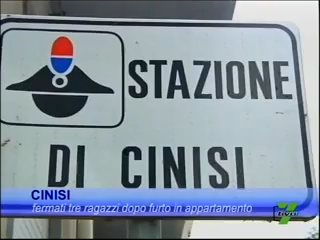 STAZIONE
DI CINISI
CINISI
fermati tre ragazzi dopo furto in appartamento